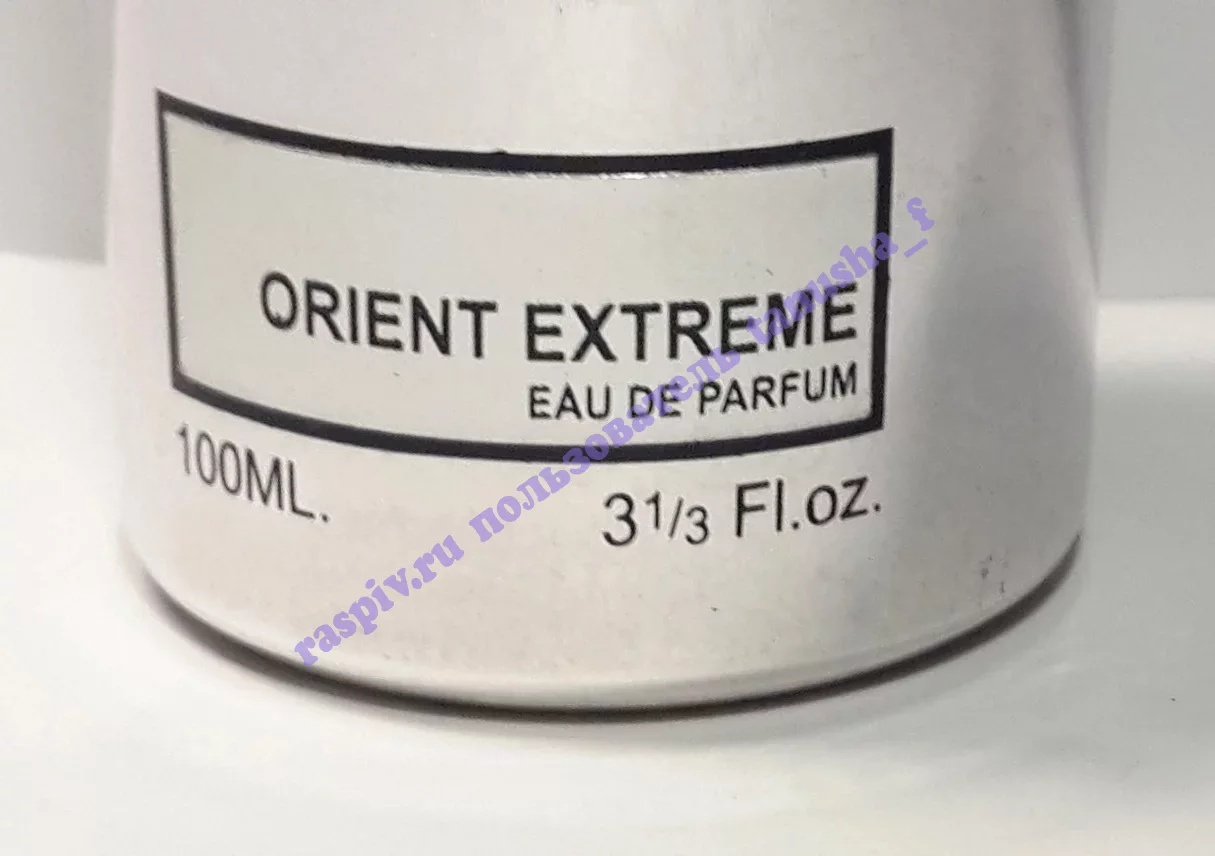 ORIENT EXTREME
EAU DE PARFUM
100ML.
3 1/3 Fl.oz.
raspiv.ru пользователь tanusha_f